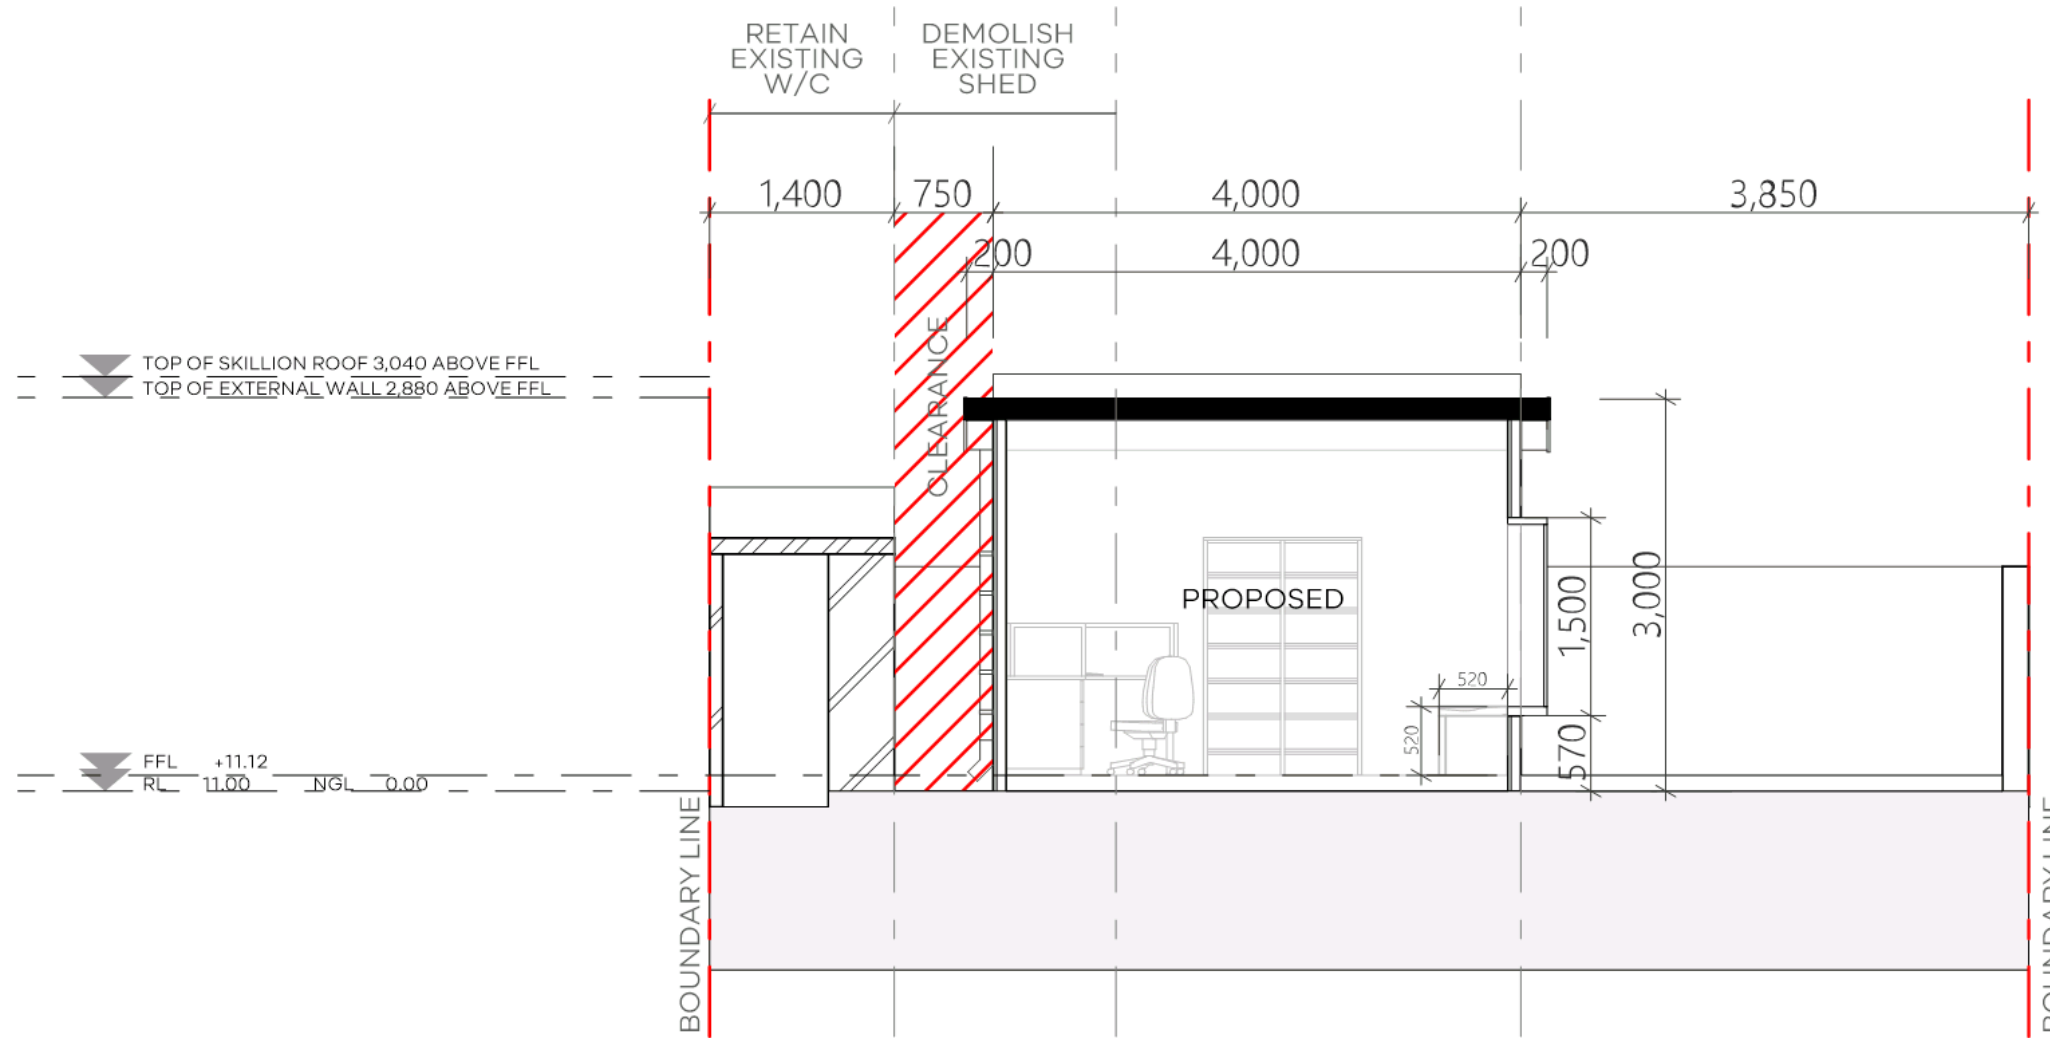 RETAIN
EXISTING
W/C
DEMOLISH
EXISTING
SHED
1,400
750
4,000
3,850
200
4,000
200
CLEARANCE
TOP OF SKILLION ROOF 3,040 ABOVE FFL
TOP OF EXTERNAL WALL 2,880 ABOVE FFL
PROPOSED
1,500
3,000
520
520
570
FFL +11.12
RL 11.00 NGL 0.00
BOUNDARY LINE
BOUNDARY LINE